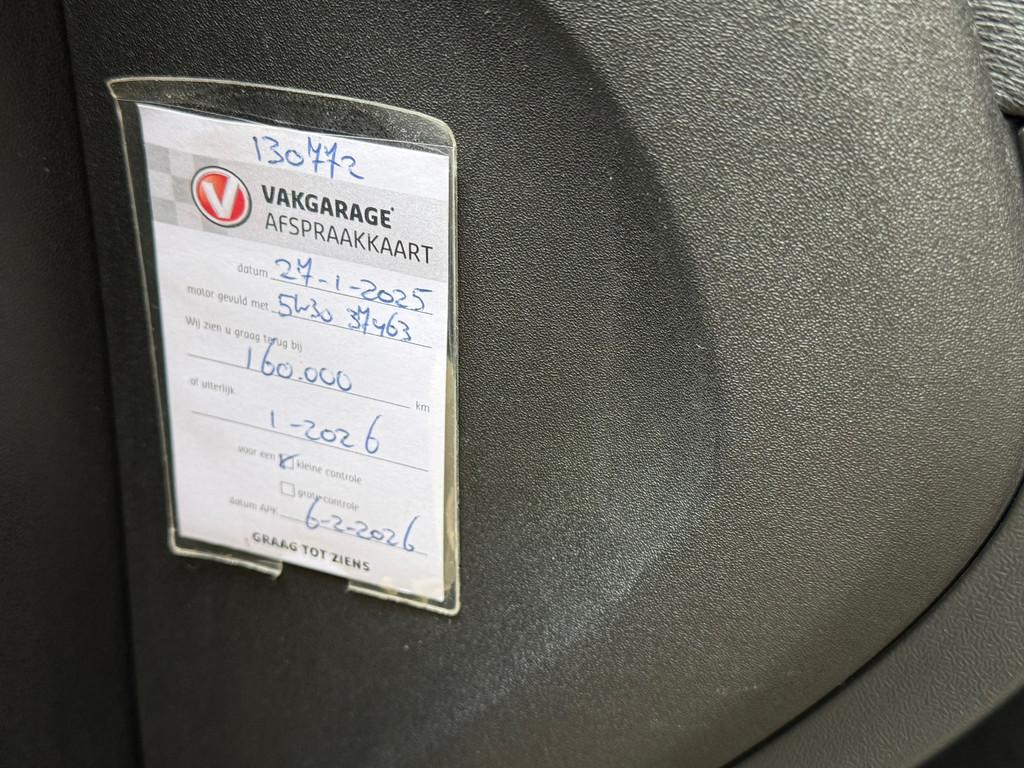 130772
V
VAKGARAGE
AFSPRAAKKAART
datum 27-1-2025
motor gevuld met 5W30 37463
Wij zien u graag terug bij
160.000 km
of uiterlijk
1-2026
voor een kleine controle
grote controle
datum APK 6-2-2026
GRAAG TOT ZIENS